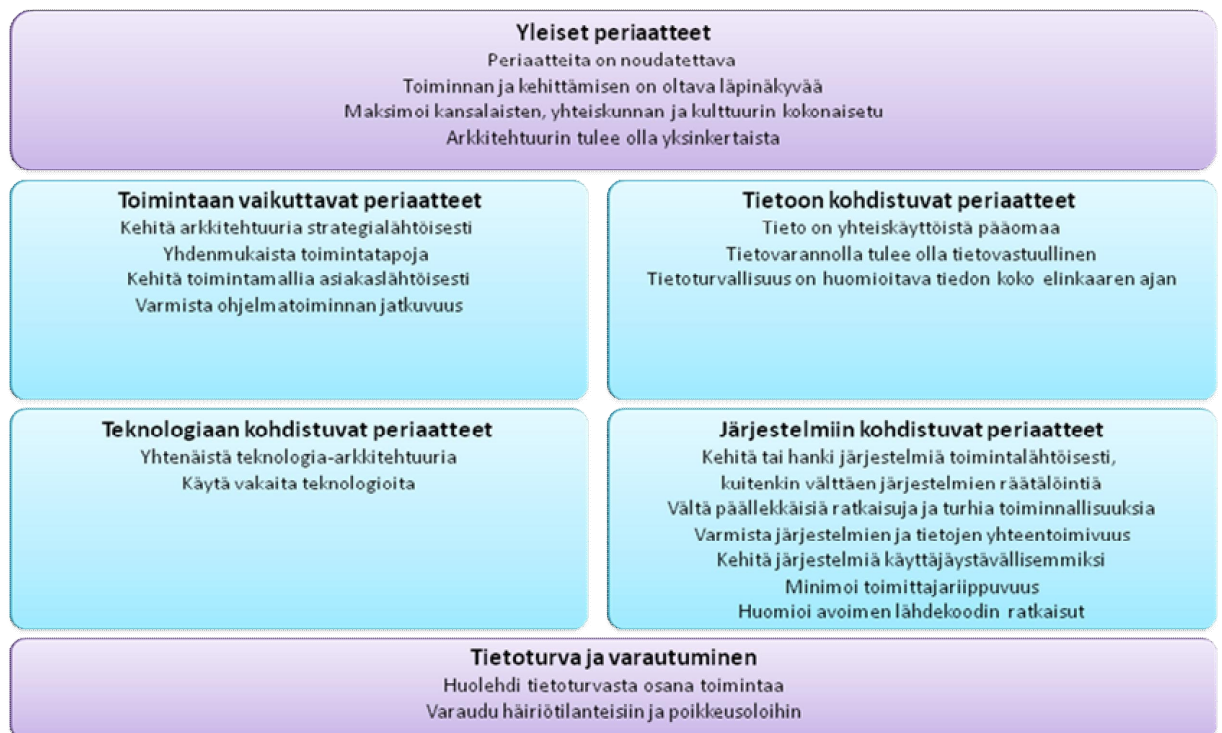 Yleiset periaatteet
Periaatteita on noudatettava
Toiminnan ja kehittämisen on oltava läpinäkyvää
Maksimoi kansalaisten, yhteiskunnan ja kulttuurin kokonaisetu
Arkkitehtuurin tulee olla yksinkertaista
Toimintaan vaikuttavat periaatteet
Kehitä arkkitehtuuria strategialähtöisesti
Yhdenmukaista toimintatapoja
Kehitä toimintamallia asiakaslähtöisesti
Varmista ohjelmatoiminnan jatkuvuus
Tietoon kohdistuvat periaatteet
Tieto on yhteiskäyttöistä pääomaa
Tietovarannolla tulee olla tietovastuullinen
Tietoturvallisuus on huomioitava tiedon koko elinkaaren ajan
Teknologiaan kohdistuvat periaatteet
Yhtenäistä teknologia-arkkitehtuuria
Käytä vakaita teknologioita
Järjestelmiin kohdistuvat periaatteet
Kehitä tai hanki järjestelmiä toimintalähtöisesti,
kuitenkin välttäen järjestelmien räätälöintiä
Vältä päällekkäisiä ratkaisuja ja turhia toiminnallisuuksia
Varmista järjestelmien ja tietojen yhteentoimivuus
Kehitä järjestelmiä käyttäjäystävällisemmiksi
Minimoi toimittajariippuvuus
Huomioi avoimen lähdekoodin ratkaisut
Tietoturva ja varautuminen
Huolehdi tietoturvasta osana toimintaa
Varaudu häiriötilanteisiin ja poikkeusoloihin